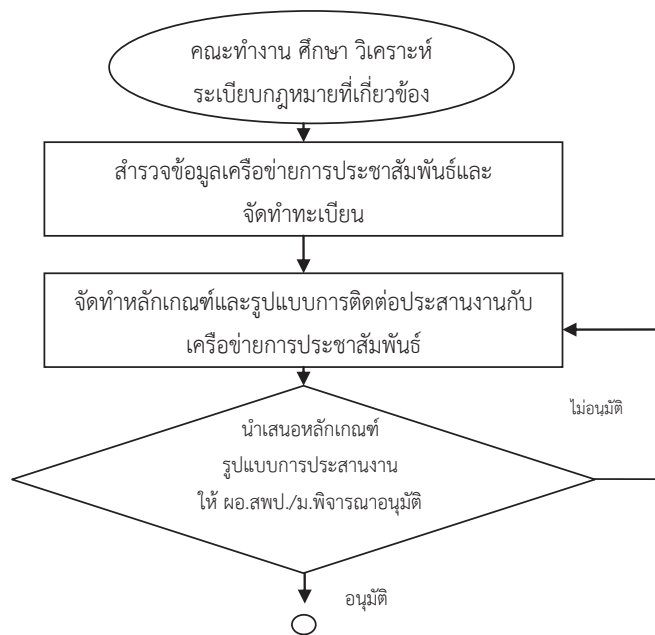 คณะทำงาน ศึกษา วิเคราะห์
ระเบียบกฎหมายที่เกี่ยวข้อง
สำรวจข้อมูลเครือข่ายการประชาสัมพันธ์และ
จัดทำทะเบียน
จัดทำหลักเกณฑ์และรูปแบบการติดต่อประสานงานกับ
เครือข่ายการประชาสัมพันธ์
ไม่อนุมัติ
นำเสนอหลักเกณฑ์
รูปแบบการประสานงาน
ให้ ผอ.สพป./ม.พิจารณาอนุมัติ
อนุมัติ